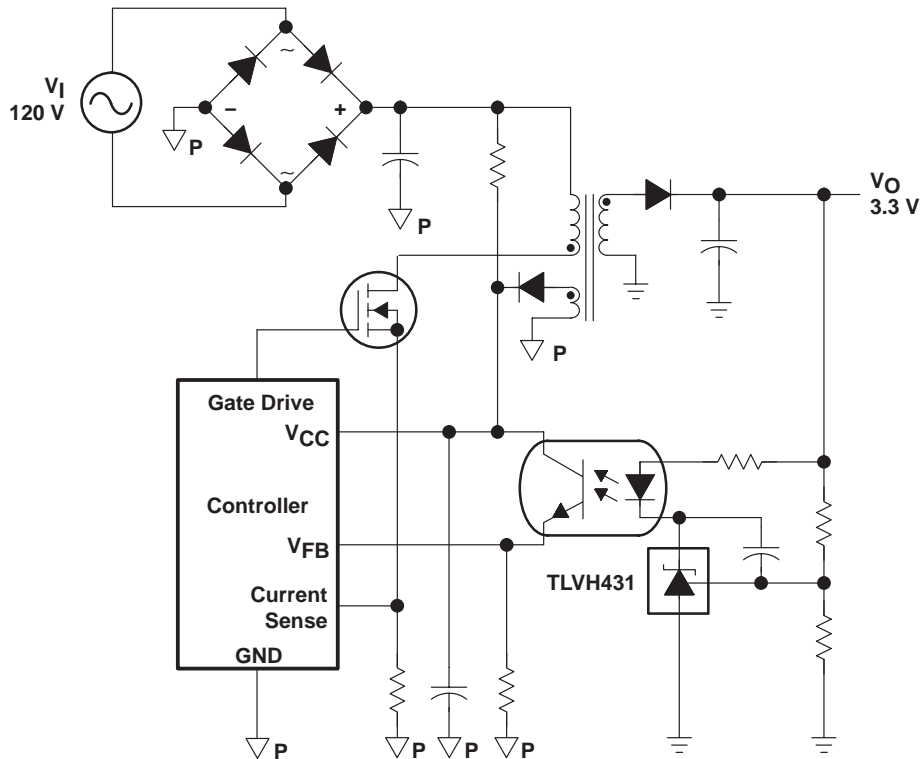 ~
V_I
120 V
–
+
P
~
P
V_O
3.3 V
P
Gate Drive
V_CC
Controller
V_FB
TLVH431
Current
Sense
GND
P
P
P
P